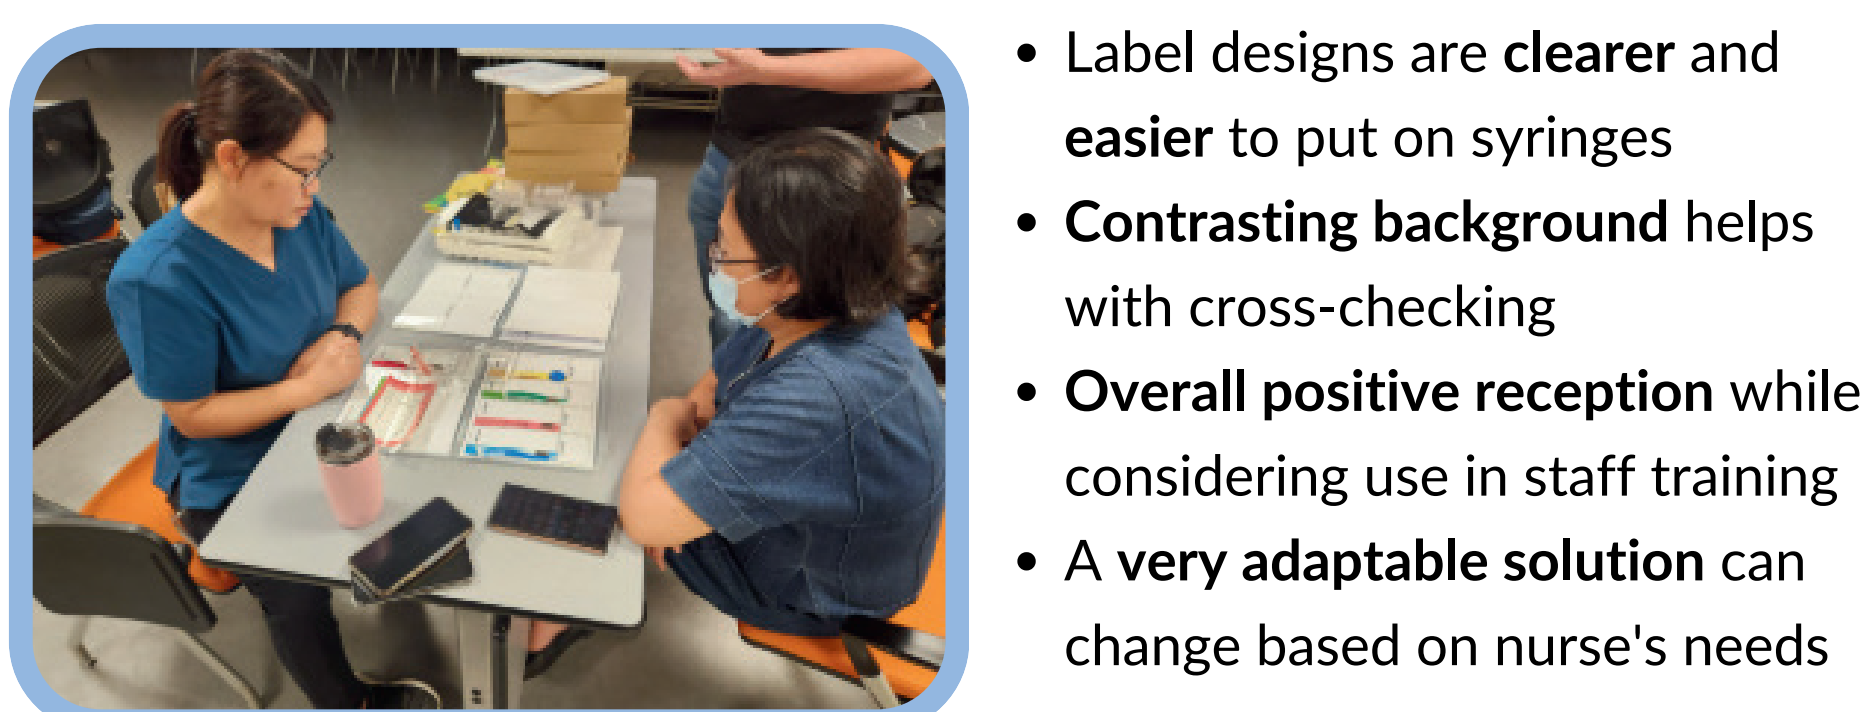 • Label designs are clearer and
easier to put on syringes
• Contrasting background helps
with cross-checking
• Overall positive reception while
considering use in staff training
• A very adaptable solution can
change based on nurse's needs